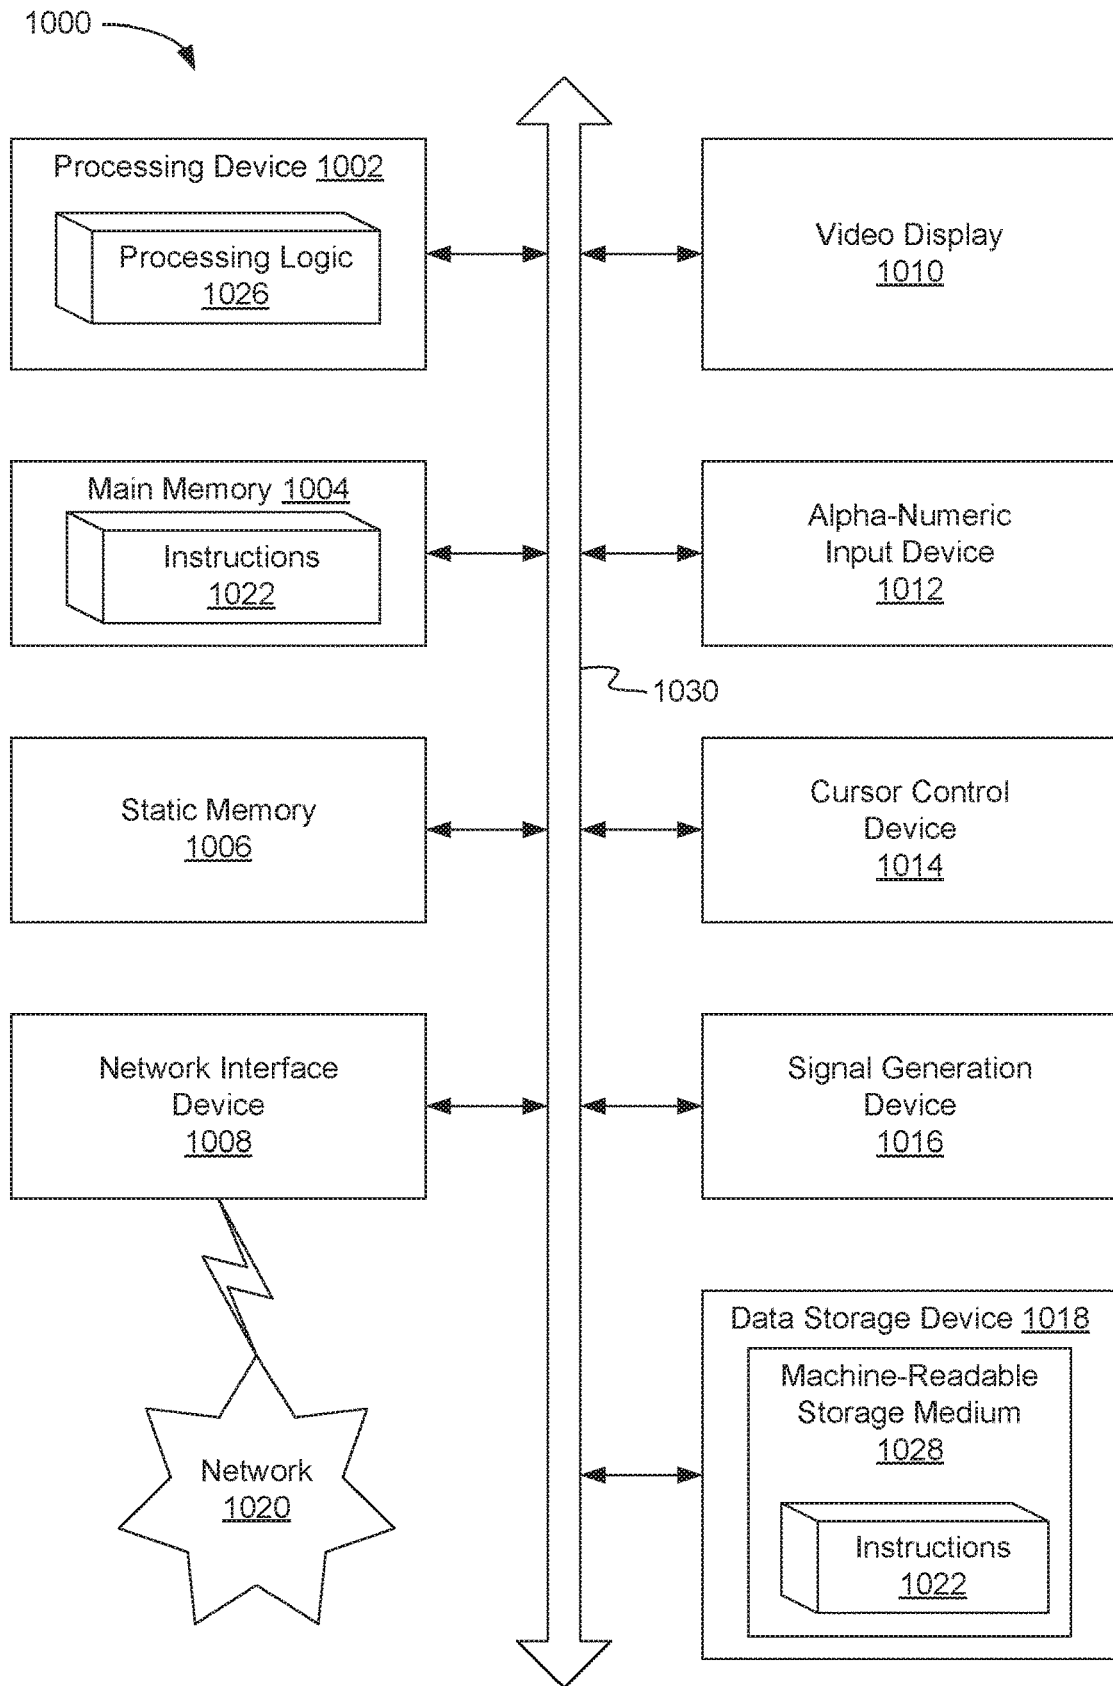 1000
Processing Device 1002
Processing Logic
1026
Video Display
1010
Main Memory 1004
Instructions
1022
Alpha-Numeric
Input Device
1012
1030
Static Memory
1006
Cursor Control
Device
1014
Network Interface
Device
1008
Signal Generation
Device
1016
Data Storage Device 1018
Machine-Readable
Storage Medium
1028
Network
1020
Instructions
1022